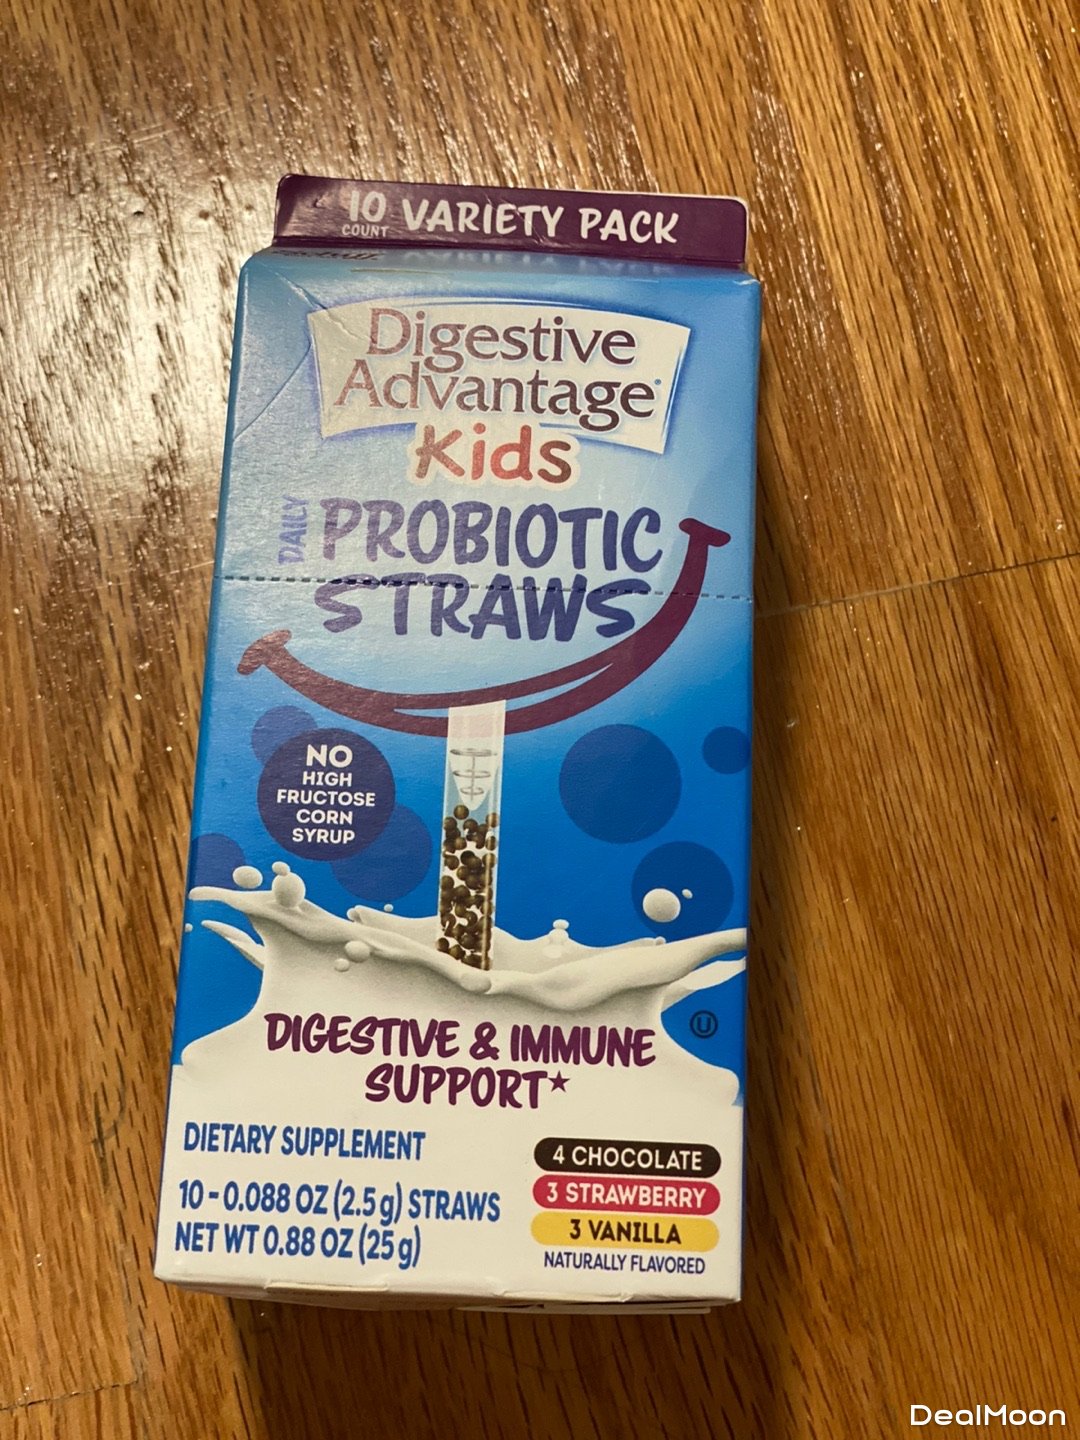 10 COUNT VARIETY PACK
Digestive
Advantage®
Kids
DAILY PROBIOTIC
STRAWS
NO
HIGH
FRUCTOSE
CORN
SYRUP
U
DIGESTIVE & IMMUNE
SUPPORT★
DIETARY SUPPLEMENT
10 - 0.088 OZ (2.5 g) STRAWS
NET WT 0.88 OZ (25 g)
4 CHOCOLATE
3 STRAWBERRY
3 VANILLA
NATURALLY FLAVORED
DealMoon